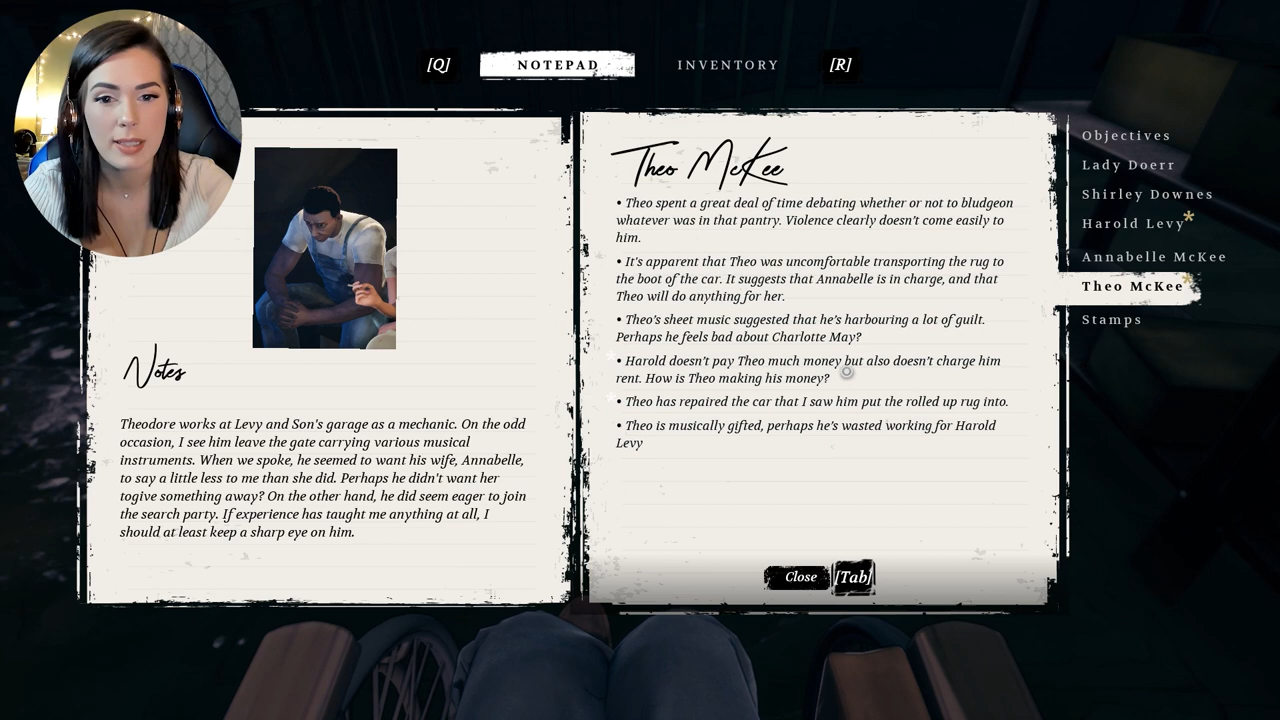 [Q] NOTEPAD INVENTORY [R]
Notes
Theodore works at Levy and Son's garage as a mechanic. On the odd
occasion, I see him leave the gate carrying various musical
instruments. When we spoke, he seemed to want his wife, Annabelle,
to say a little less to me than she did. Perhaps he didn't want her
togive something away? On the other hand, he did seem eager to join
the search party. If experience has taught me anything at all, I
should at least keep a sharp eye on him.
Theo McKee
• Theo spent a great deal of time debating whether or not to bludgeon
whatever was in that pantry. Violence clearly doesn't come easily to
him.
• It's apparent that Theo was uncomfortable transporting the rug to
the boot of the car. It suggests that Annabelle is in charge, and that
Theo will do anything for her.
• Theo's sheet music suggested that he's harbouring a lot of guilt.
Perhaps he feels bad about Charlotte May?
• Harold doesn't pay Theo much money but also doesn't charge him
rent. How is Theo making his money?
• Theo has repaired the car that I saw him put the rolled up rug into.
• Theo is musically gifted, perhaps he's wasted working for Harold
Levy
Close [Tab]
Objectives
Lady Doerr
Shirley Downes
Harold Levy*
Annabelle McKee
Theo McKee*
Stamps